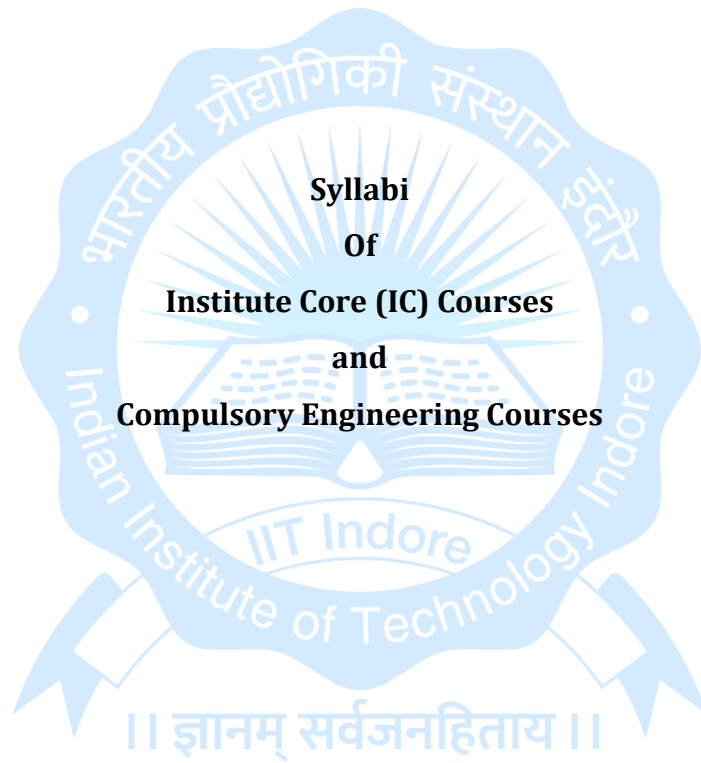 भारतीय प्रौद्योगिकी संस्थान इंदौर
Syllabi
Of
Institute Core (IC) Courses
and
Compulsory Engineering Courses
IIT Indore
Indian Institute of Technology Indore
।। ज्ञानम् सर्वजनहिताय ।।